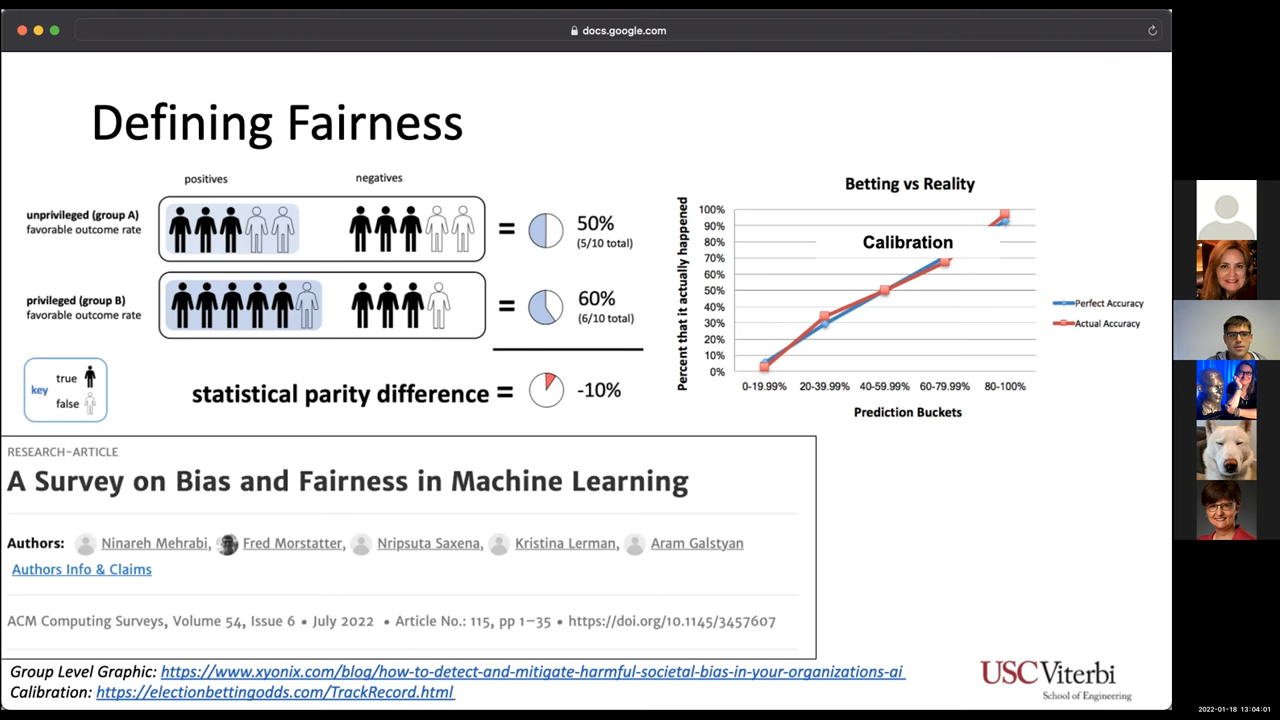 docs.google.com
Defining Fairness
positives
negatives
unprivileged (group A)
favorable outcome rate
= 50%
(5/10 total)
privileged (group B)
favorable outcome rate
= 60%
(6/10 total)
key
true
false
statistical parity difference = -10%
Betting vs Reality
Percent that it actually happened
100%
90%
80%
70%
60%
50%
40%
30%
20%
10%
0%
Calibration
0-19.99% 20-39.99% 40-59.99% 60-79.99% 80-100%
Prediction Buckets
Perfect Accuracy
Actual Accuracy
RESEARCH-ARTICLE
A Survey on Bias and Fairness in Machine Learning
Authors: Ninareh Mehrabi, Fred Morstatter, Nripsuta Saxena, Kristina Lerman, Aram Galstyan
Authors Info & Claims
ACM Computing Surveys, Volume 54, Issue 6 • July 2022 • Article No.: 115, pp 1–35 • https://doi.org/10.1145/3457607
Group Level Graphic: https://www.xyonix.com/blog/how-to-detect-and-mitigate-harmful-societal-bias-in-your-organizations-ai
Calibration: https://electionbettingodds.com/TrackRecord.html
USC Viterbi
School of Engineering
2022-01-18 13:04:01